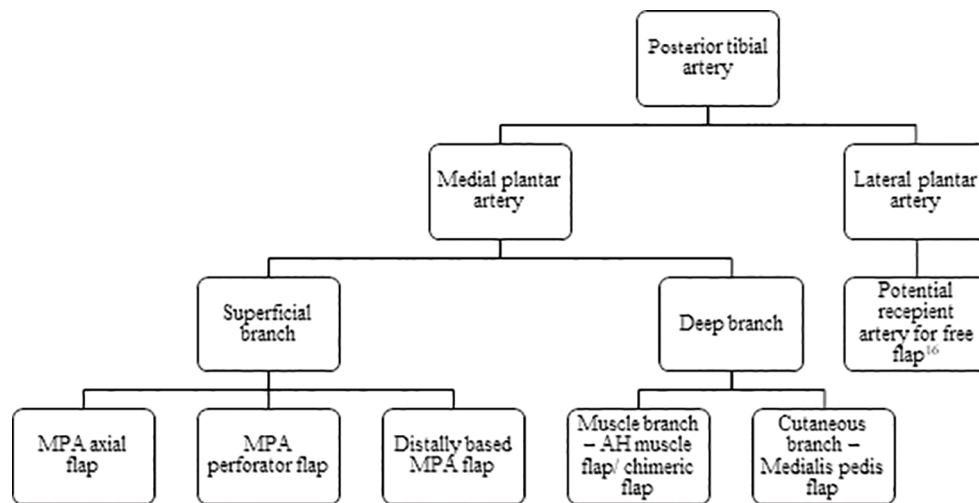 Posterior tibial
artery
Medial plantar
artery
Lateral plantar
artery
Superficial
branch
Deep branch
Potential
recepient
artery for free
flap16
MPA axial
flap
MPA
perforator flap
Distally based
MPA flap
Muscle branch
– AH muscle
flap/ chimeric
flap
Cutaneous
branch –
Medialis pedis
flap